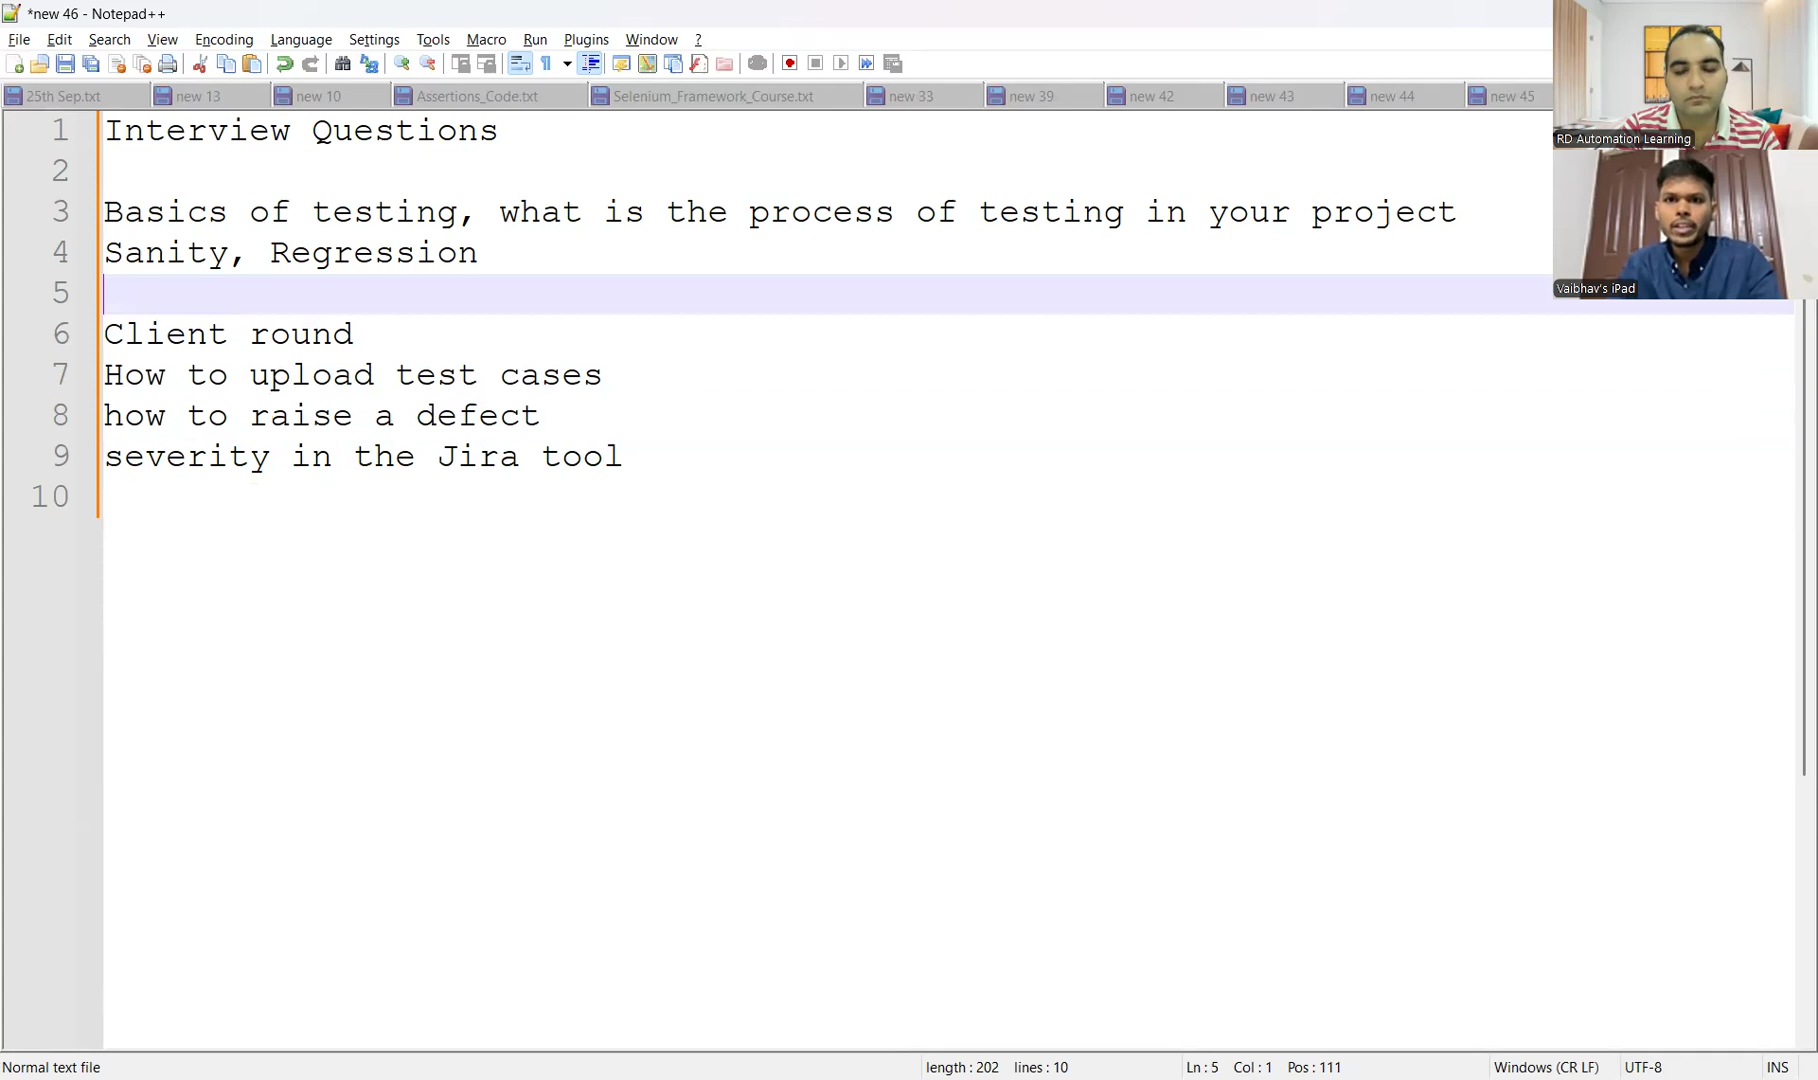 *new 46 - Notepad++
File Edit Search View Encoding Language Settings Tools Macro Run Plugins Window ?
25th Sep.txt new 13 new 10 Assertions_Code.txt Selenium_Framework_Course.txt new 33 new 39 new 42 new 43 new 44 new 45
RD Automation Learning
Vaibhav's iPad
1 Interview Questions
2
3 Basics of testing, what is the process of testing in your project
4 Sanity, Regression
5
6 Client round
7 How to upload test cases
8 how to raise a defect
9 severity in the Jira tool
10
Normal text file length : 202 lines : 10 Ln : 5 Col : 1 Pos : 111 Windows (CR LF) UTF-8 INS